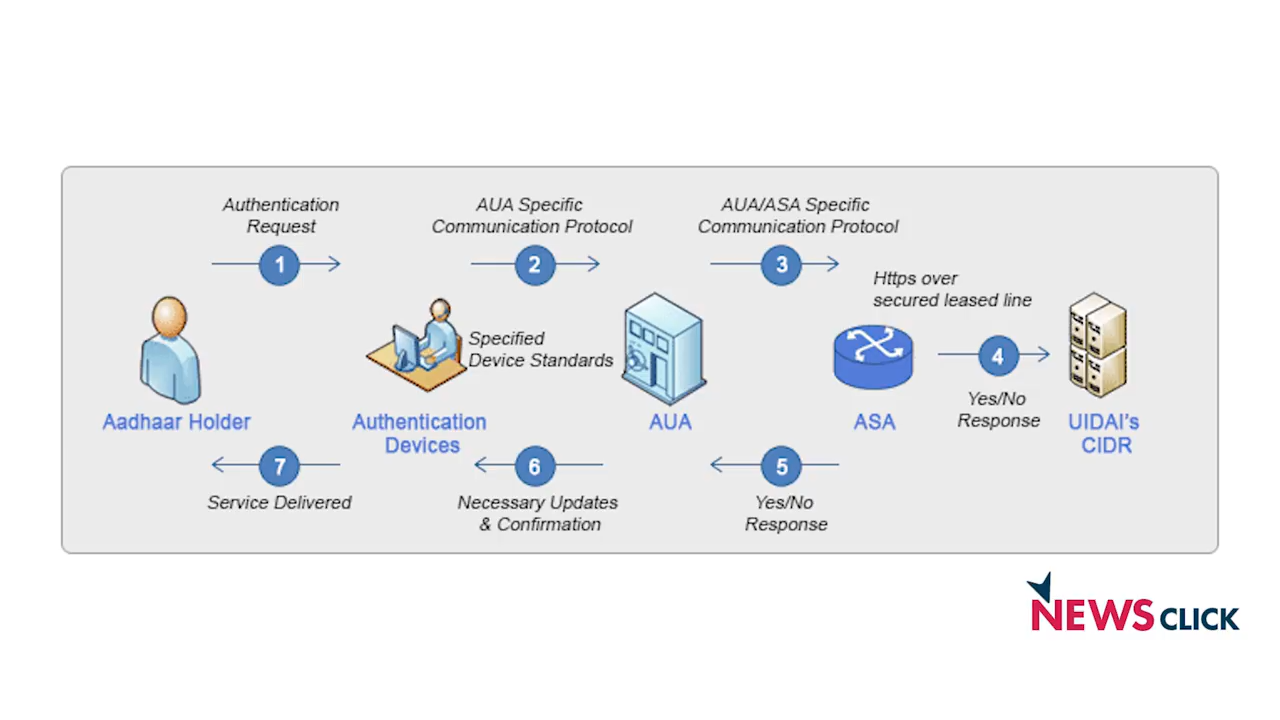 Authentication
Request
AUA Specific
Communication Protocol
AUA/ASA Specific
Communication Protocol
1
2
3
Https over
secured leased line
Specified
Device Standards
4
Yes/No
Response
Aadhaar Holder
Authentication
Devices
AUA
ASA
UIDAI's
CIDR
7
6
5
Service Delivered
Necessary Updates
& Confirmation
Yes/No
Response
NEWS CLICK